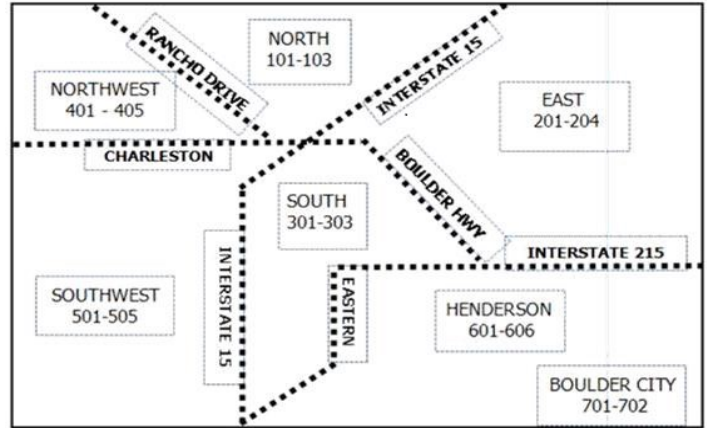 NORTH
101-103
RANCHO DRIVE
INTERSTATE 15
NORTHWEST
401 - 405
EAST
201-204
CHARLESTON
BOULDER HWY
SOUTH
301-303
INTERSTATE 215
INTERSTATE 15
EASTERN
SOUTHWEST
501-505
HENDERSON
601-606
BOULDER CITY
701-702